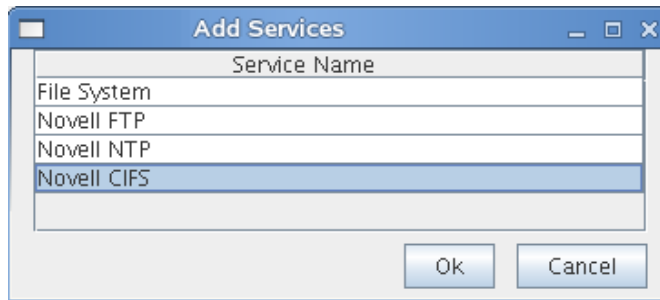 Add Services
Service Name
File System
Novell FTP
Novell NTP
Novell CIFS
Ok Cancel